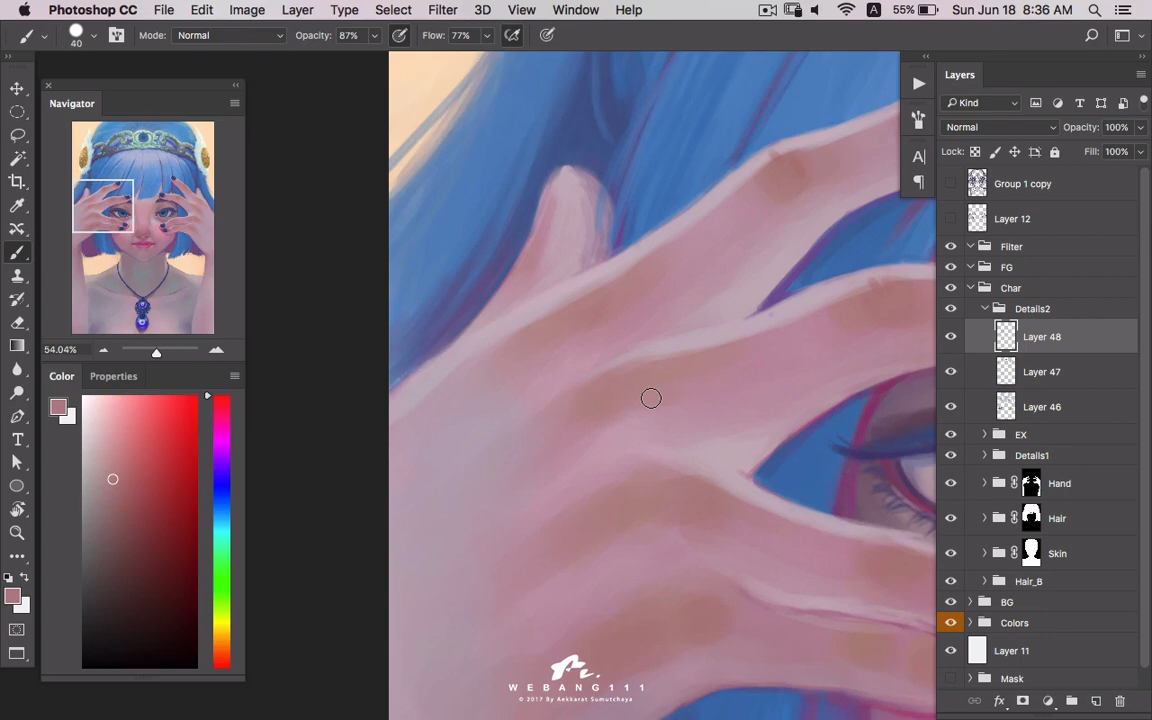 Photoshop CC File Edit Image Layer Type Select Filter 3D View Window Help A 55% Sun Jun 18 8:36 AM
40 Mode: Normal Opacity: 87% Flow: 77%
Navigator
54.04%
Color Properties
Layers
Kind
Normal Opacity: 100%
Lock: Fill: 100%
Group 1 copy
Layer 12
Filter
FG
Char
Details2
Layer 48
Layer 47
Layer 46
EX
Details1
Hand
Hair
Skin
Hair_B
BG
Colors
Layer 11
Mask
fx
WEBANG111
© 2017 By Aekkarat Sumutchaya